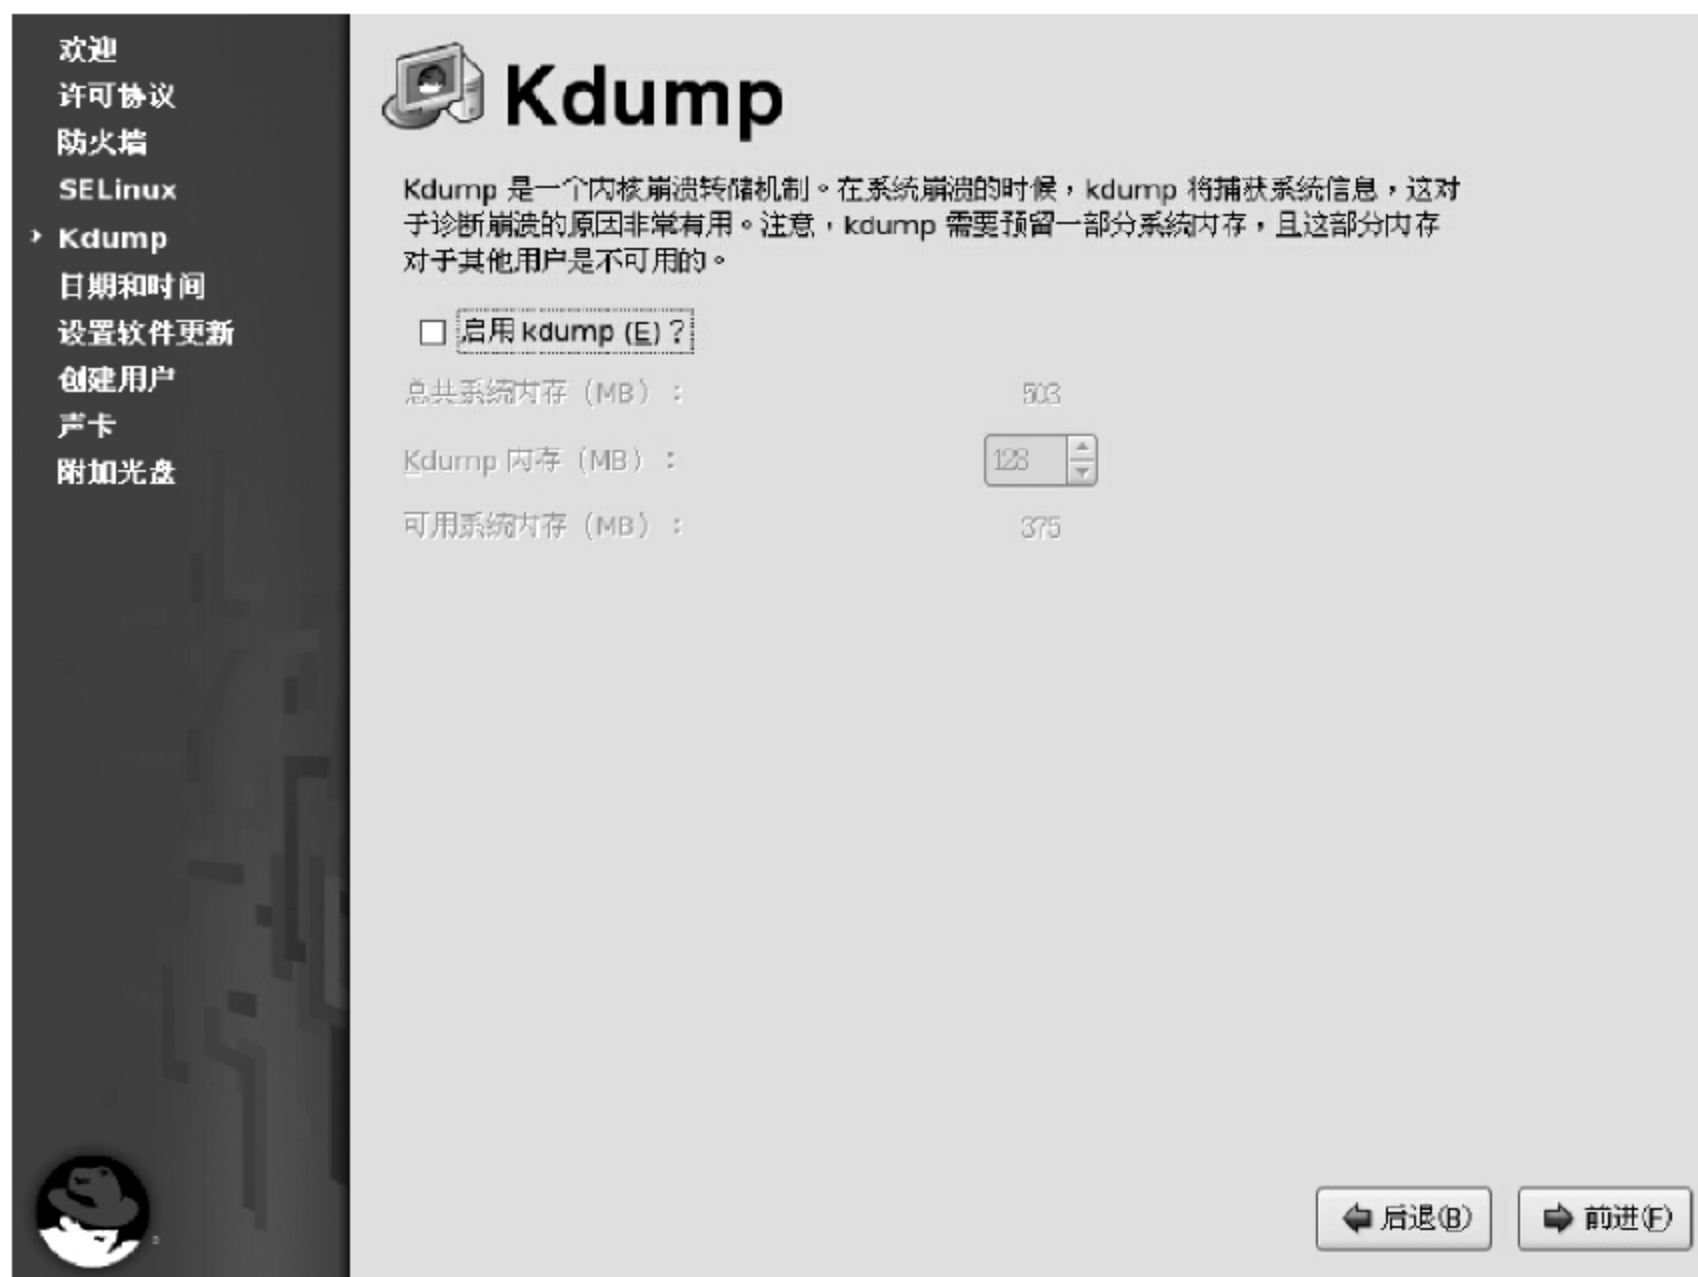 欢迎
许可协议
防火墙
SELinux
Kdump
日期和时间
设置软件更新
创建用户
声卡
附加光盘
Kdump
Kdump 是一个内核崩溃转储机制。在系统崩溃的时候，kdump 将捕获系统信息，这对
于诊断崩溃的原因非常有用。注意，kdump 需要预留一部分系统内存，且这部分内存
对于其他用户是不可用的。
启用 kdump (E)？
总共系统内存（MB）： 503
Kdump 内存（MB）： 128
可用系统内存（MB）： 375
后退(B) 前进(F)